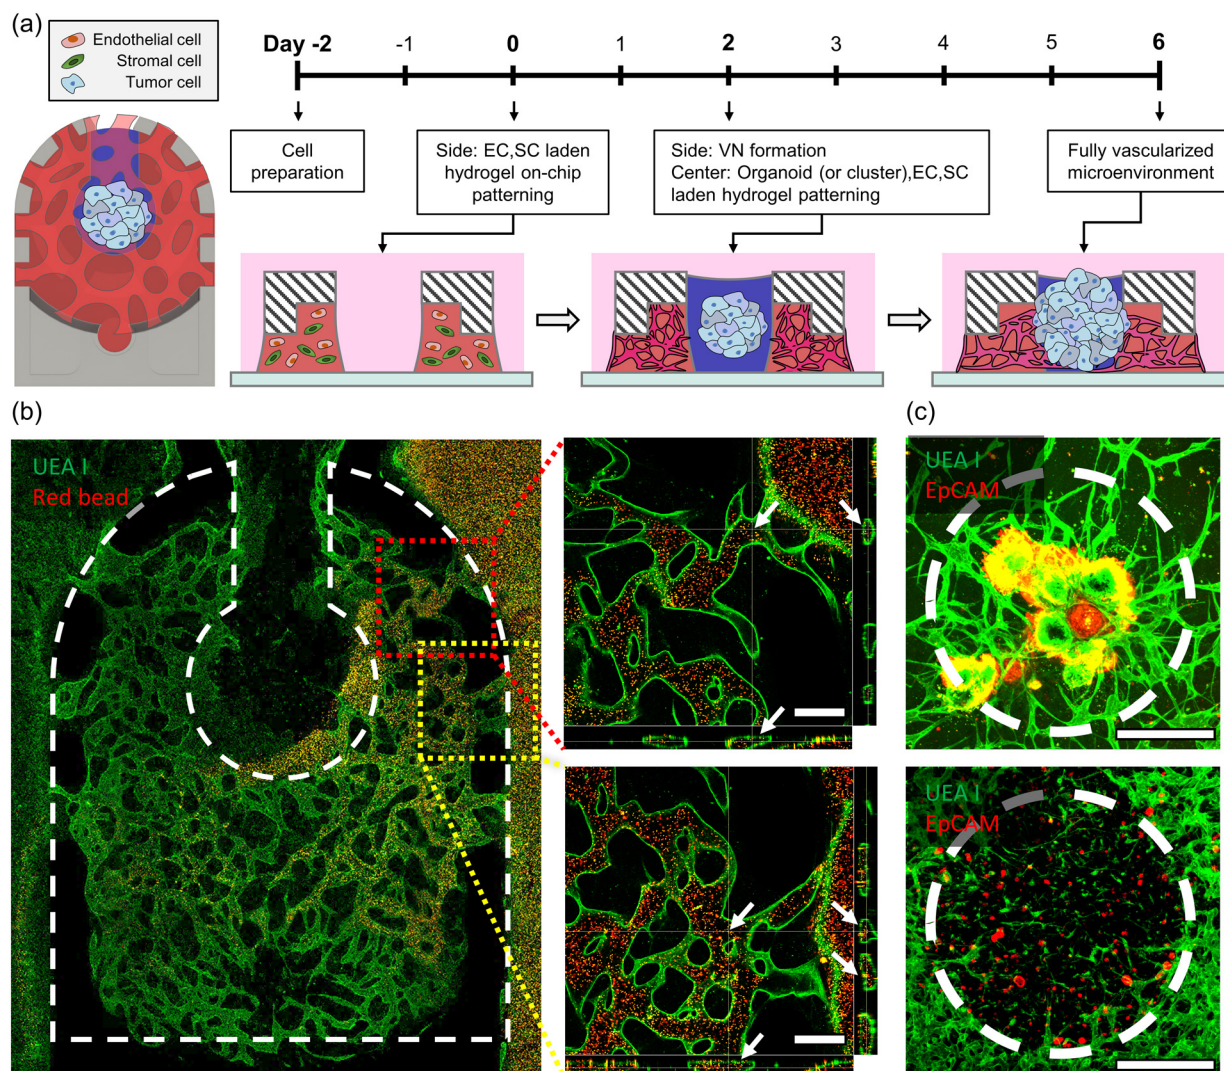 (a)
Endothelial cell
Stromal cell
Tumor cell
Day -2 -1 0 1 2 3 4 5 6
Cell
preparation
Side: EC,SC laden
hydrogel on-chip
patterning
Side: VN formation
Center: Organoid (or cluster),EC,SC
laden hydrogel patterning
Fully vascularized
microenvironment
(b)
UEA I
Red bead
(c)
UEA I
EpCAM
UEA I
EpCAM